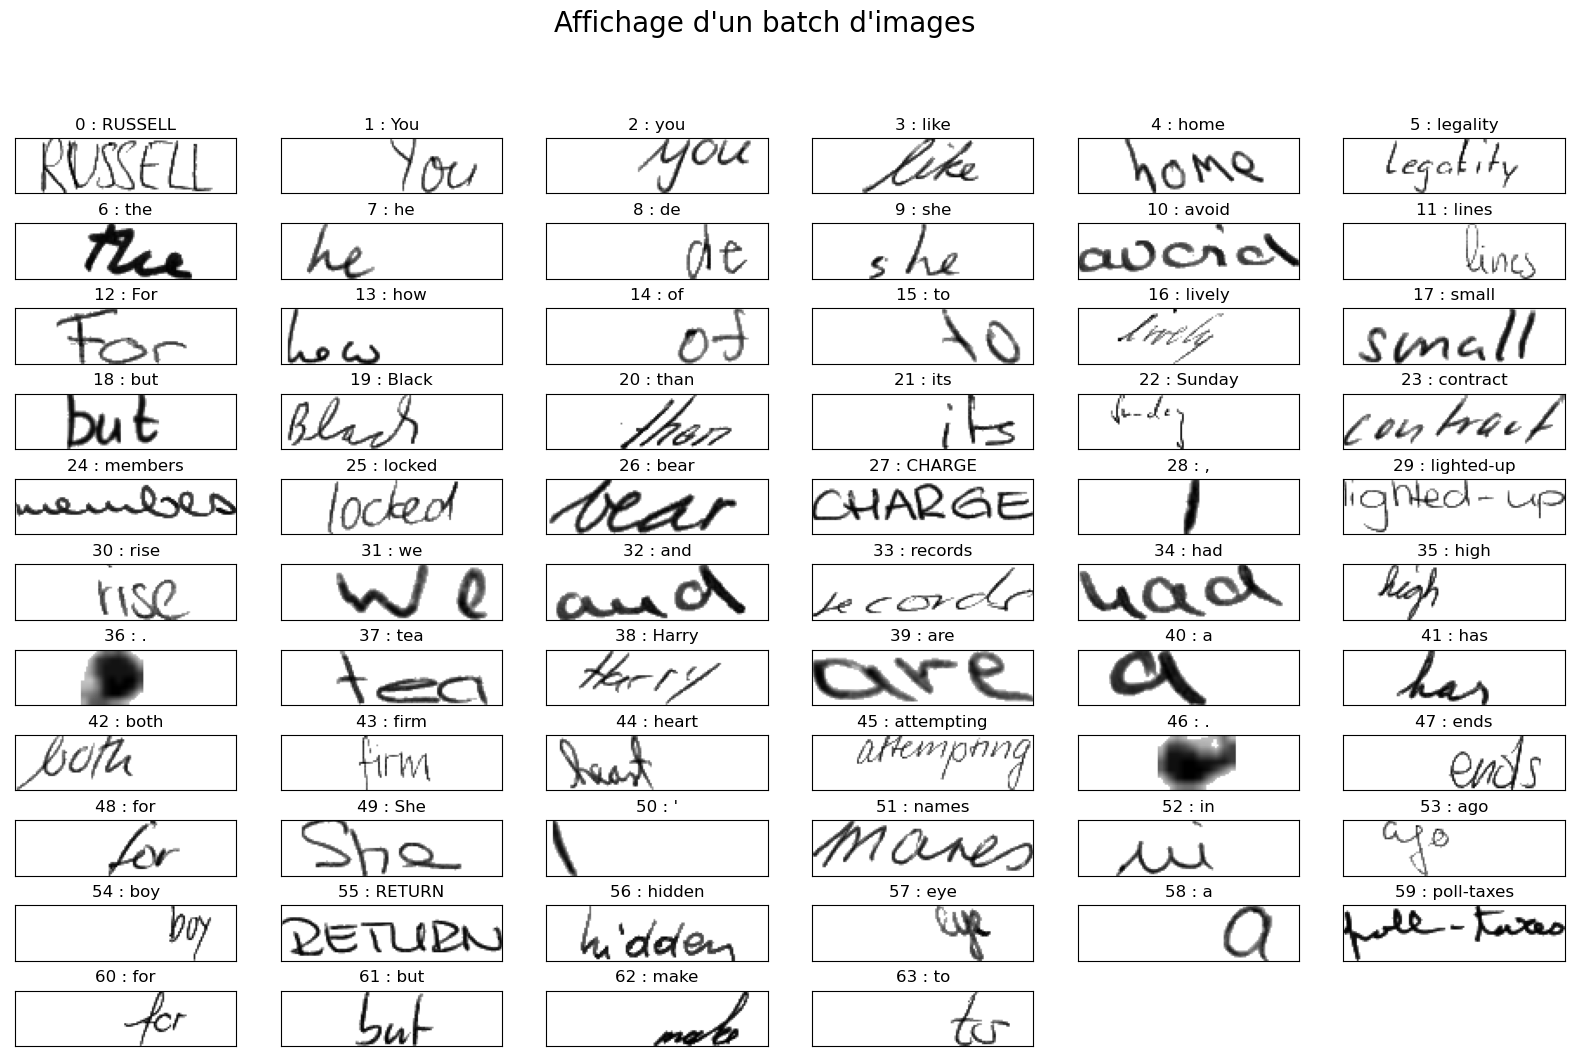 Affichage d'un batch d'images
0 : RUSSELL 1 : You 2 : you 3 : like 4 : home 5 : legality
RUSSELL You you like home legality
6 : the 7 : he 8 : de 9 : she 10 : avoid 11 : lines
the he de she avoid lines
12 : For 13 : how 14 : of 15 : to 16 : lively 17 : small
For how of to lively small
18 : but 19 : Black 20 : than 21 : its 22 : Sunday 23 : contract
but Black than its Sunday contract
24 : members 25 : locked 26 : bear 27 : CHARGE 28 : , 29 : lighted-up
members locked bear CHARGE , lighted-up
30 : rise 31 : we 32 : and 33 : records 34 : had 35 : high
rise we and records had high
36 : . 37 : tea 38 : Harry 39 : are 40 : a 41 : has
. tea Harry are a has
42 : both 43 : firm 44 : heart 45 : attempting 46 : . 47 : ends
both firm heart attempting . ends
48 : for 49 : She 50 : ' 51 : names 52 : in 53 : ago
for She ' names in ago
54 : boy 55 : RETURN 56 : hidden 57 : eye 58 : a 59 : poll-taxes
boy RETURN hidden eye a poll-taxes
60 : for 61 : but 62 : make 63 : to
for but make to